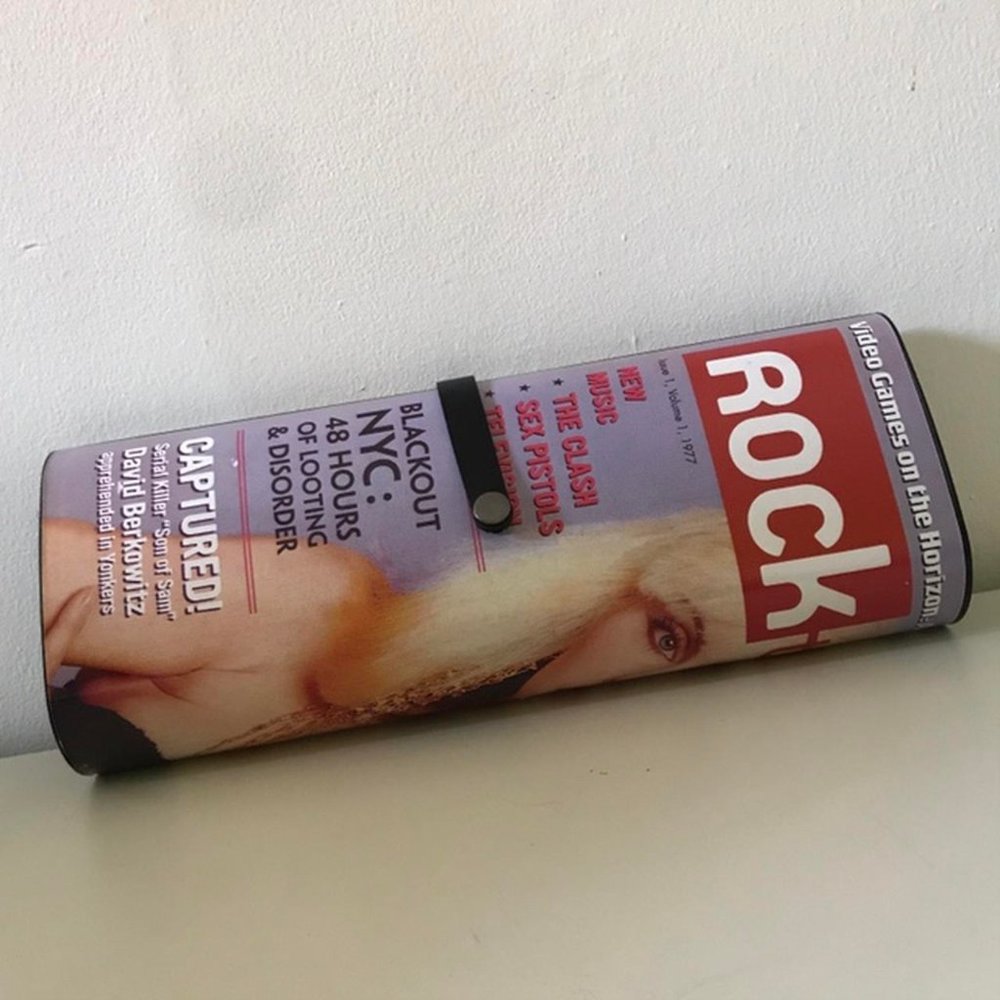 Video Games on the Horizon
ROCK
Issue 1, Volume 1, 1977
NEW
MUSIC
★ THE CLASH
★ SEX PISTOLS
★
BLACKOUT
NYC:
48 HOURS
OF LOOTING
& DISORDER
CAPTURED!
Serial Killer "Son of Sam"
David Berkowitz
apprehended in Yonkers